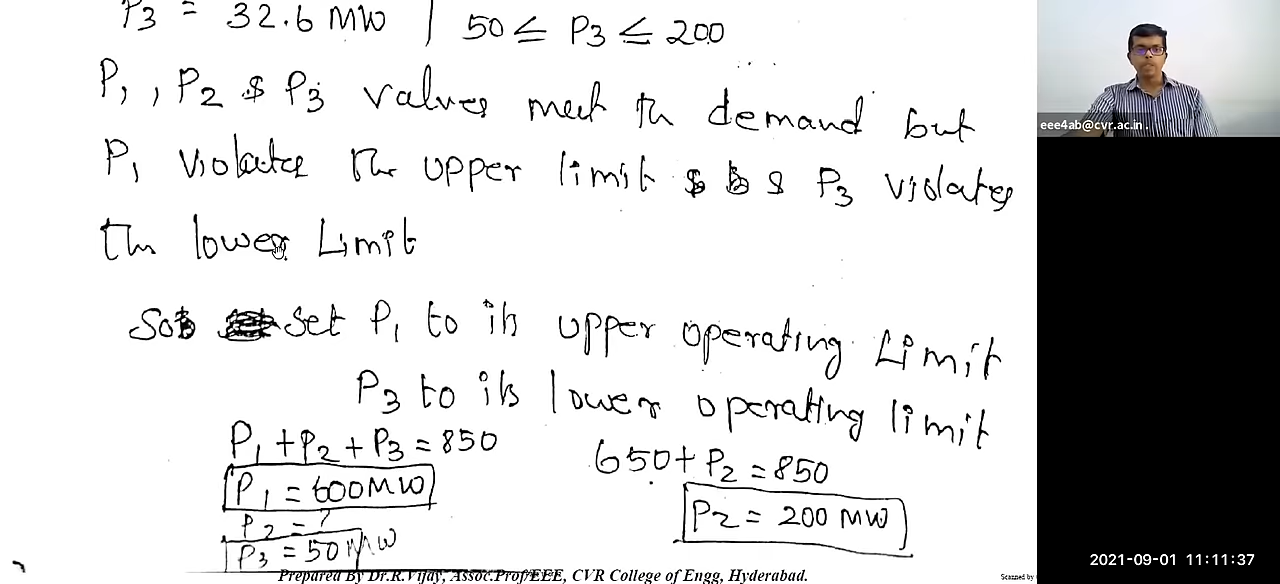 P3 = 32.6 MW | 50 ≤ P3 ≤ 200
P1, P2 & P3 values meet the demand but
P1 violates the upper limit & P3 violates
the lower Limit
So set P1 to its upper operating Limit
P3 to its lower operating limit
P1 + P2 + P3 = 850
P1 = 600MW
P2 = ?
P3 = 50 MW
650 + P2 = 850
P2 = 200 MW
Prepared By Dr.R.Vijay, Assoc.Prof/EEE, CVR College of Engg, Hyderabad.
Scanned by
eee4ab@cvr.ac.in
2021-09-01 11:11:37